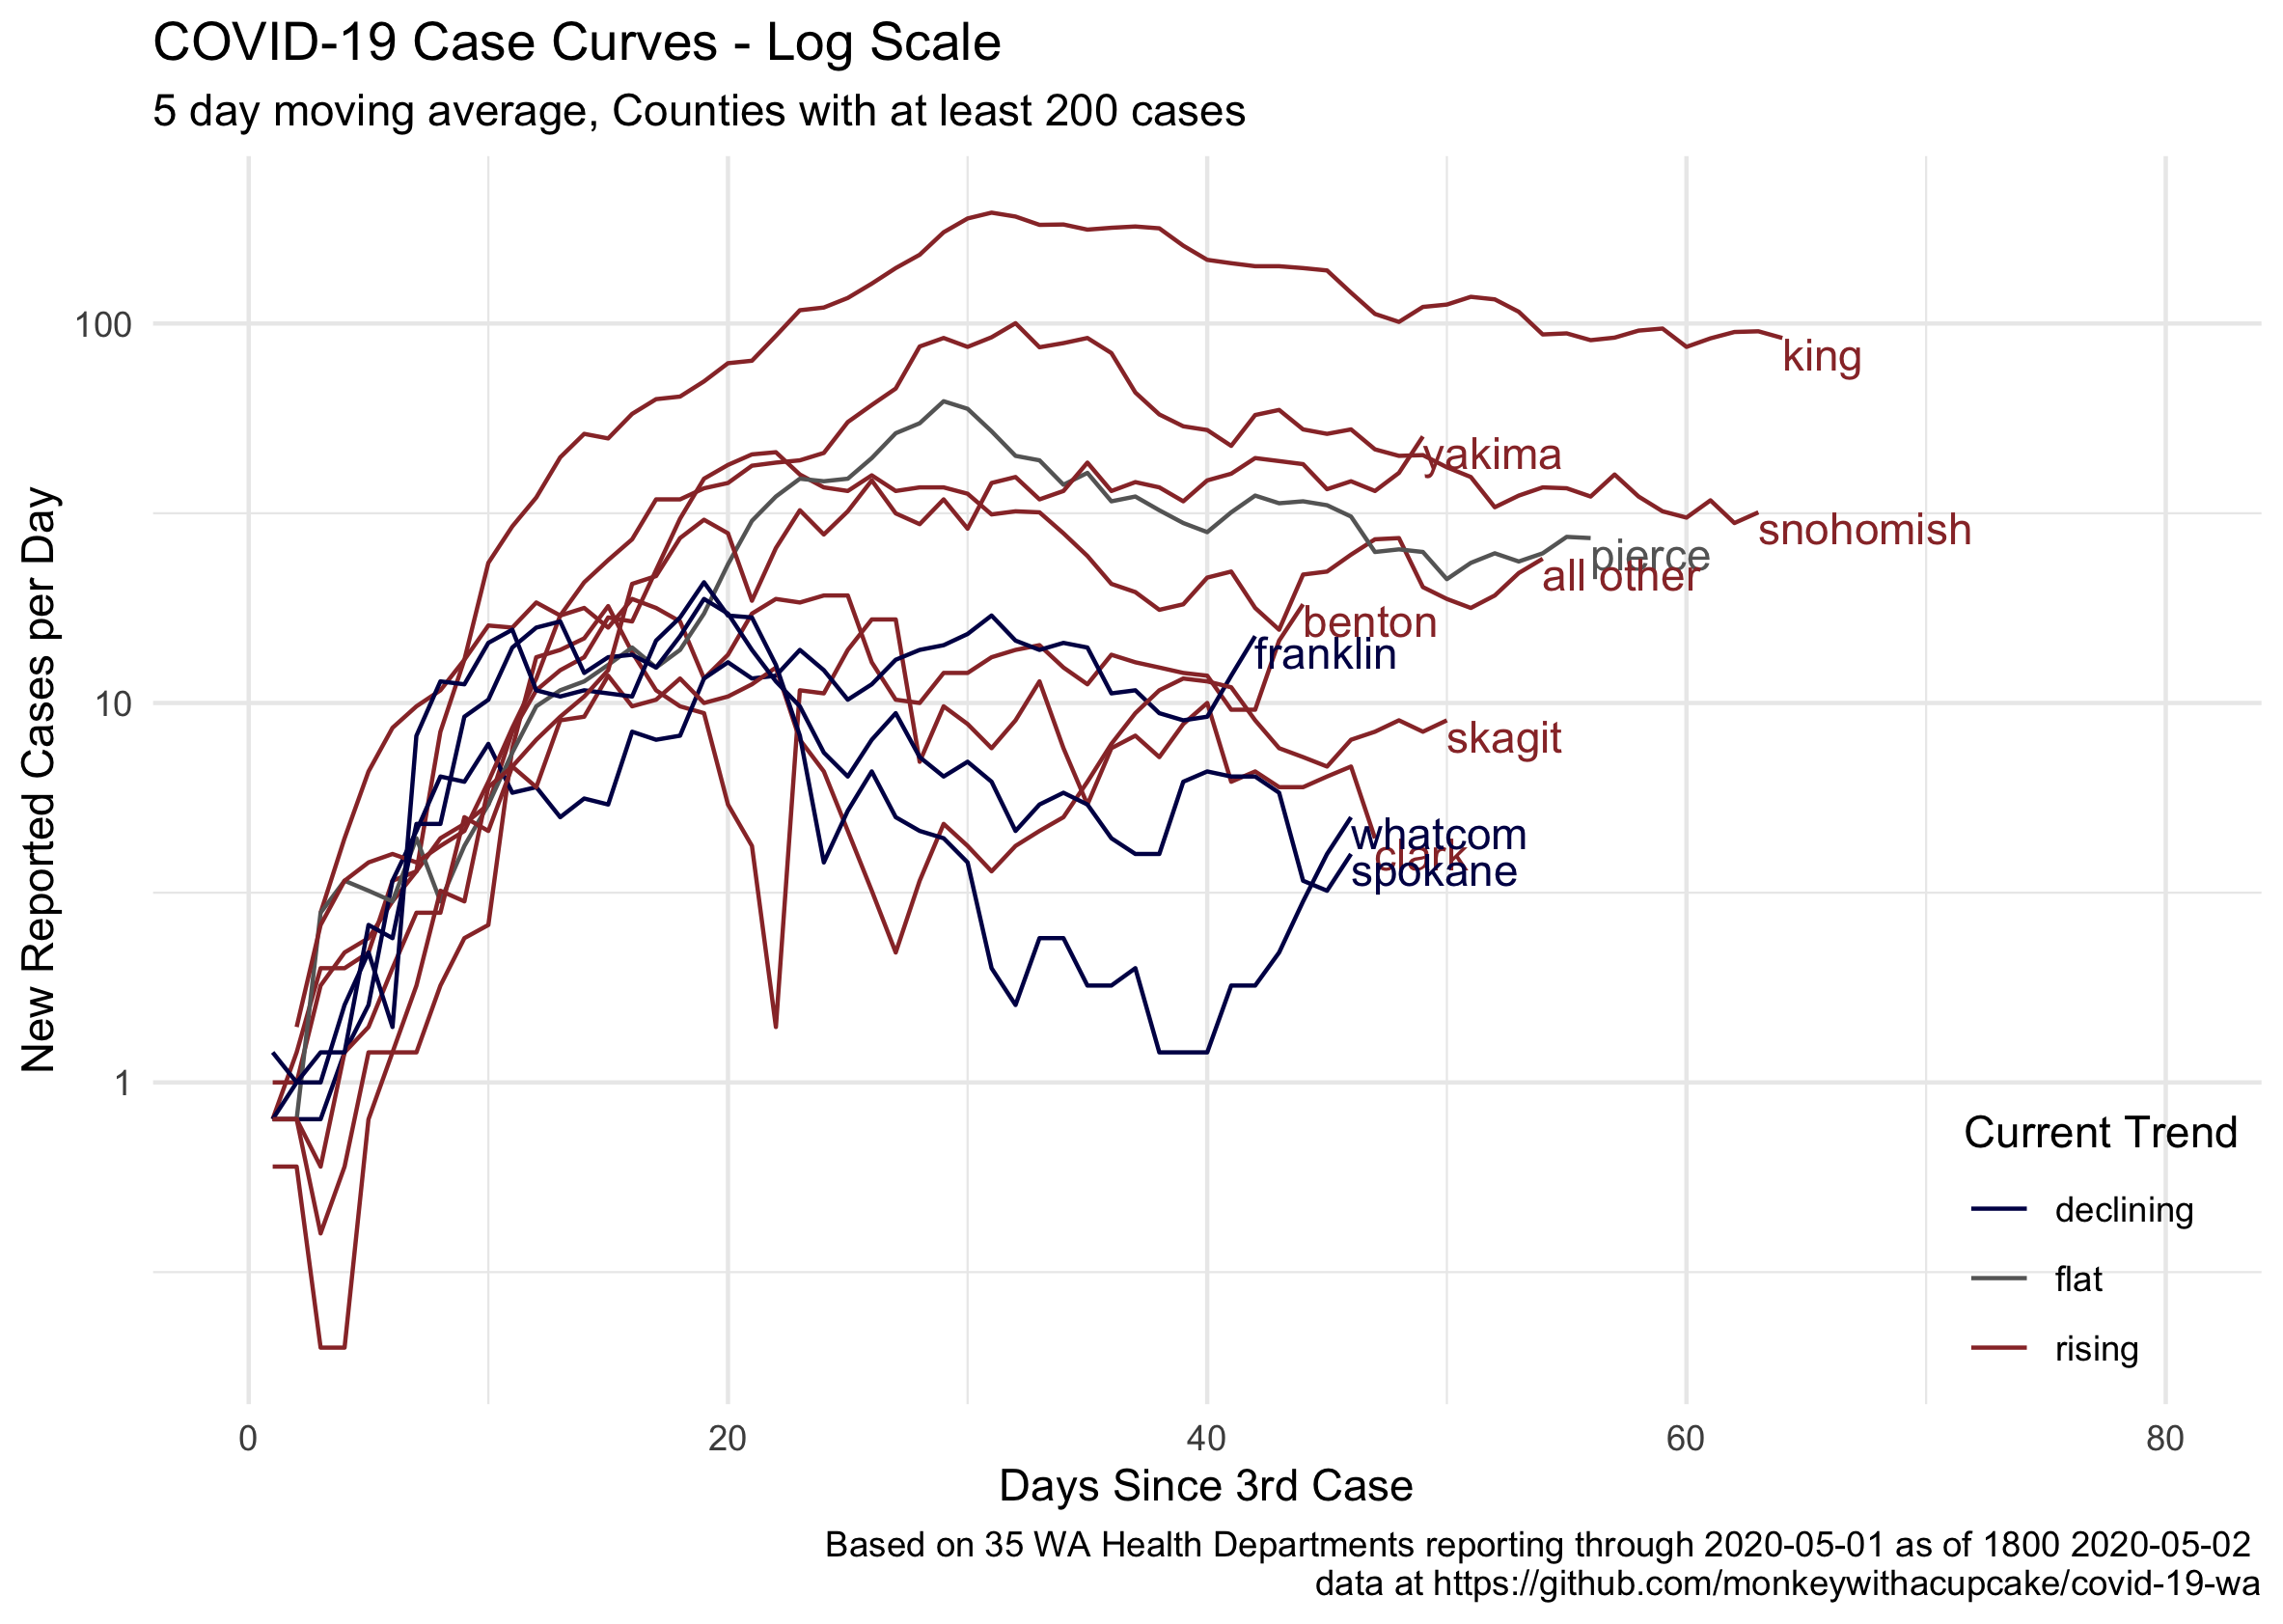 COVID-19 Case Curves - Log Scale
5 day moving average, Counties with at least 200 cases
New Reported Cases per Day
100
10
1
king
yakima
snohomish
pierce
all other
benton
franklin
skagit
whatcom
clark
spokane
Current Trend
declining
flat
rising
0 20 40 60 80
Days Since 3rd Case
Based on 35 WA Health Departments reporting through 2020-05-01 as of 1800 2020-05-02
data at https://github.com/monkeywithacupcake/covid-19-wa